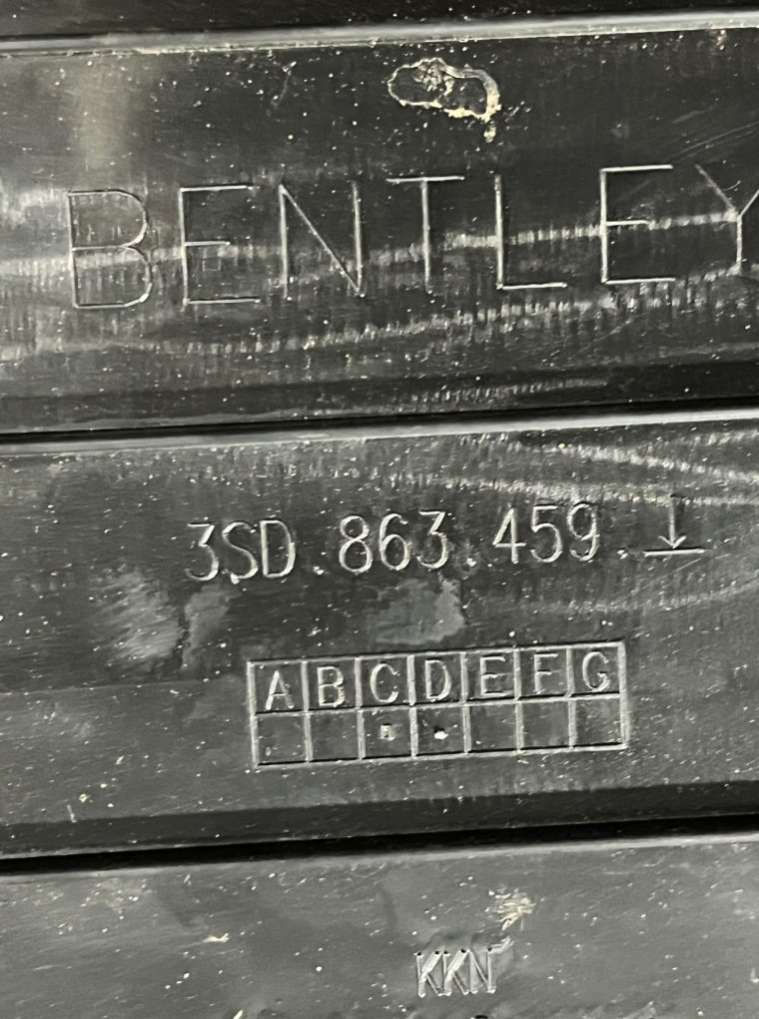 BENTLEY
3SD.863.459.↓
A B C D E F G
KKN